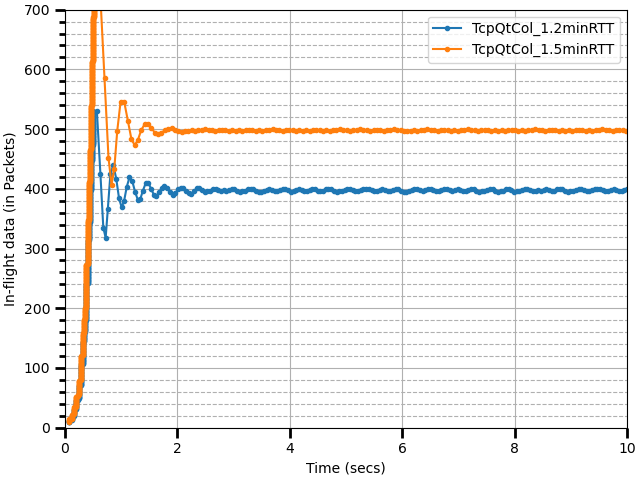 700
600
500
400
300
200
100
0
In-flight data (in Packets)
TcpQtCol_1.2minRTT
TcpQtCol_1.5minRTT
0 2 4 6 8 10
Time (secs)